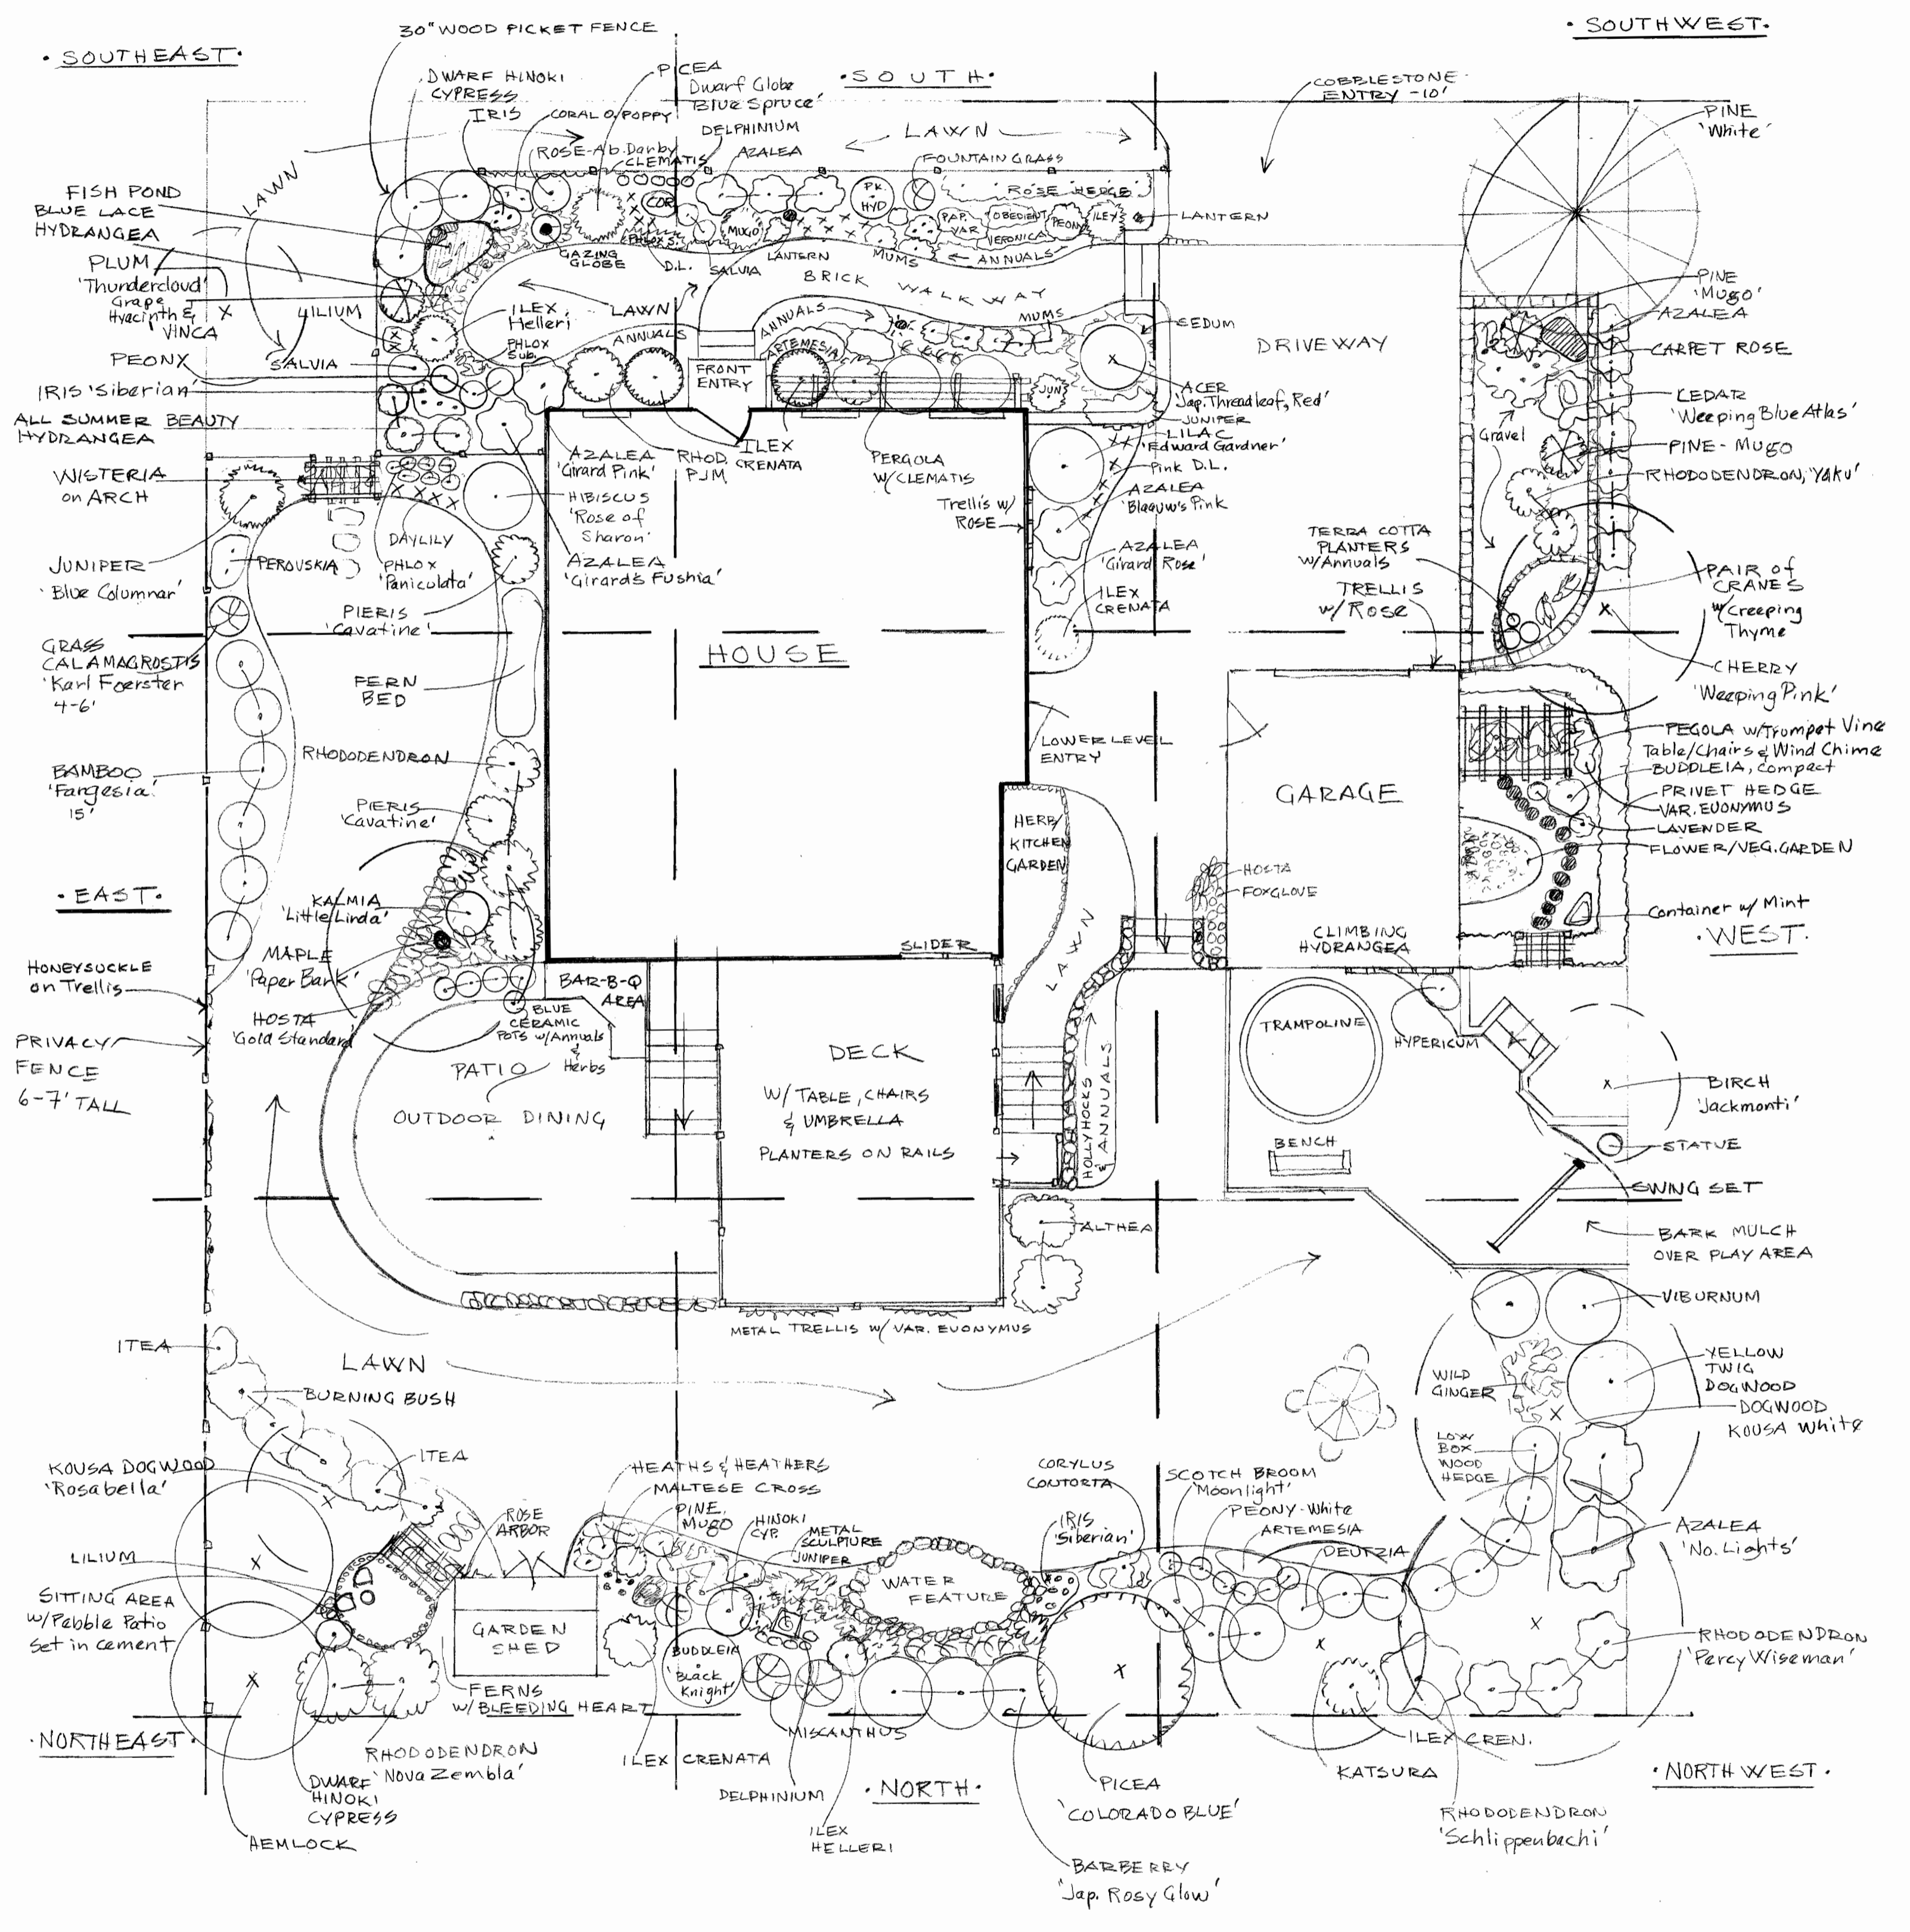 30" WOOD PICKET FENCE
· SOUTHEAST ·
· SOUTH ·
· SOUTHWEST ·
DWARF HINOKI
CYPRESS
IRIS
CORAL O. POPPY
PICEA
Dwarf Globe
'Blue Spruce'
DELPHINIUM
ROSE-Ab. Darby
CLEMATIS
AZALEA
LAWN
FOUNTAIN GRASS
COBBLESTONE
ENTRY -10'
PINE
'White'
LAWN
FISH POND
BLUE LACE
HYDRANGEA
PLUM
'Thundercloud'
Grape
Hyacinth &
VINCA
LILIUM
PEONY
SALVIA
IRIS 'Siberian'
ALL SUMMER BEAUTY
HYDRANGEA
COR
PHLOX S.
MUGO
PK.
HYD
ROSE HEDGE
PAP.
VAR.
OBEDIENT
VERONICA
PEONY
ILEX
LANTERN
GAZING
GLOBE
D.L.
SALVIA
LANTERN
MUMS
ANNUALS
BRICK WALKWAY
ILEX
Helleri
LAWN
PHLOX
Sub.
ANNUALS
ANNUALS
MUMS
ARTEMESIA
FRONT
ENTRY
JUN
SEDUM
DRIVEWAY
ACER
'Jap. Threadleaf, Red'
JUNIPER
LILAC
'Edward Gardner'
Pink D.L.
AZALEA
'Blaauw's Pink
AZALEA
'Girard Rose'
ILEX
CRENATA
PINE
'Mugo'
AZALEA
CARPET ROSE
CEDAR
'Weeping Blue Atlas'
Gravel
PINE - MUGO
RHODODENDRON, 'YAKU'
TERRA COTTA
PLANTERS
w/Annuals
TRELLIS
w/ Rose
PAIR of
CRANES
w/ Creeping
Thyme
CHERRY
'Weeping Pink'
WISTERIA
on ARCH
AZALEA
'Girard Pink'
RHOD.
PJM
ILEX
CRENATA
PERGOLA
W/ CLEMATIS
Trellis w/
ROSE
HIBISCUS
'Rose of
Sharon'
AZALEA
'Girard's Fushia'
JUNIPER
'Blue Columnar'
PEROVSKIA
DAYLILY
PHLOX
'Paniculata'
PIERIS
'Cavatine'
GRASS
CALAMAGROSTIS
'Karl Foerster
4-6'
HOUSE
FERN
BED
RHODODENDRON
BAMBOO
'Fargesia'
15'
PIERIS
'Cavatine'
LOWER LEVEL
ENTRY
GARAGE
PEGOLA w/Trumpet Vine
Table/Chairs & Wind Chime
BUDDLEIA, Compact
PRIVET HEDGE
VAR. EUONYMUS
LAVENDER
FLOWER/VEG. GARDEN
HERB/
KITCHEN
GARDEN
HOSTA
FOXGLOVE
Container w/ Mint
· EAST ·
· WEST ·
KALMIA
'Little Linda'
MAPLE
'Paper Bark'
HONEYSUCKLE
on Trellis
HOSTA
'Gold Standard'
PRIVACY
FENCE
6-7' TALL
SLIDER
LAWN
CLIMBING
HYDRANGEA
BAR-B-Q
AREA
BLUE
CERAMIC
POTS w/Annuals
&
Herbs
PATIO
OUTDOOR DINING
DECK
W/ TABLE, CHAIRS
& UMBRELLA
PLANTERS ON RAILS
HOLLYHOCKS
& ANNUALS
TRAMPOLINE
HYPERICUM
BENCH
BIRCH
'Jackmonti'
STATUE
SWING SET
BARK MULCH
OVER PLAY AREA
ALTHEA
METAL TRELLIS w/ VAR. EUONYMUS
ITEA
LAWN
BURNING BUSH
VIBURNUM
YELLOW
TWIG
DOGWOOD
WILD
GINGER
DOGWOOD
KOUSA White
LOW
BOX
WOOD
HEDGE
KOUSA DOGWOOD
'Rosabella'
ITEA
ROSE
ARBOR
HEATHS & HEATHERS
MALTESE CROSS
PINE,
Mugo
HINOKI
CYP.
METAL
SCULPTURE
JUNIPER
CORYLUS
CONTORTA
IRIS
'Siberian'
SCOTCH BROOM
'Moonlight'
PEONY - White
ARTEMESIA
DEUTZIA
AZALEA
'No. Lights'
LILIUM
SITTING AREA
w/Pebble Patio
Set in cement
WATER
FEATURE
GARDEN
SHED
BUDDLEIA
'Black
Knight'
RHODODENDRON
'Percy Wiseman'
FERNS
w/ BLEEDING HEART
· NORTHEAST ·
RHODODENDRON
'Nova Zembla'
DWARF
HINOKI
CYPRESS
HEMLOCK
ILEX CRENATA
MISCANTHUS
DELPHINIUM
ILEX
HELLERI
· NORTH ·
PICEA
'COLORADO BLUE'
BARBERRY
'Jap. Rosy Glow'
ILEX CREN.
KATSURA
RHODODENDRON
'Schlippenbachi'
· NORTHWEST ·